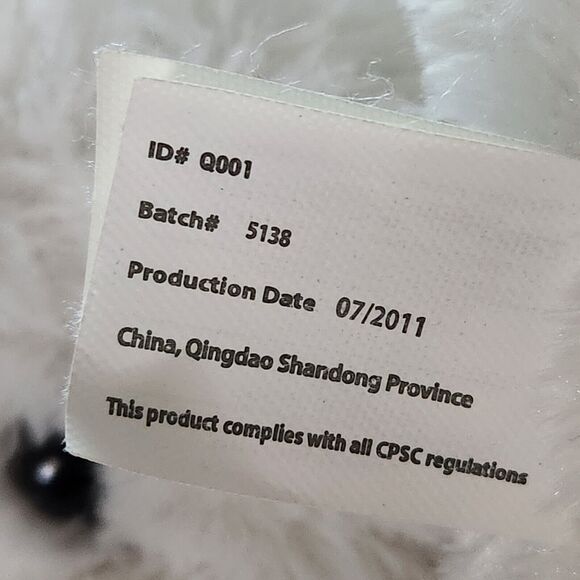 ID# Q001
Batch# 5138
Production Date 07/2011
China, Qingdao Shandong Province
This product complies with all CPSC regulations